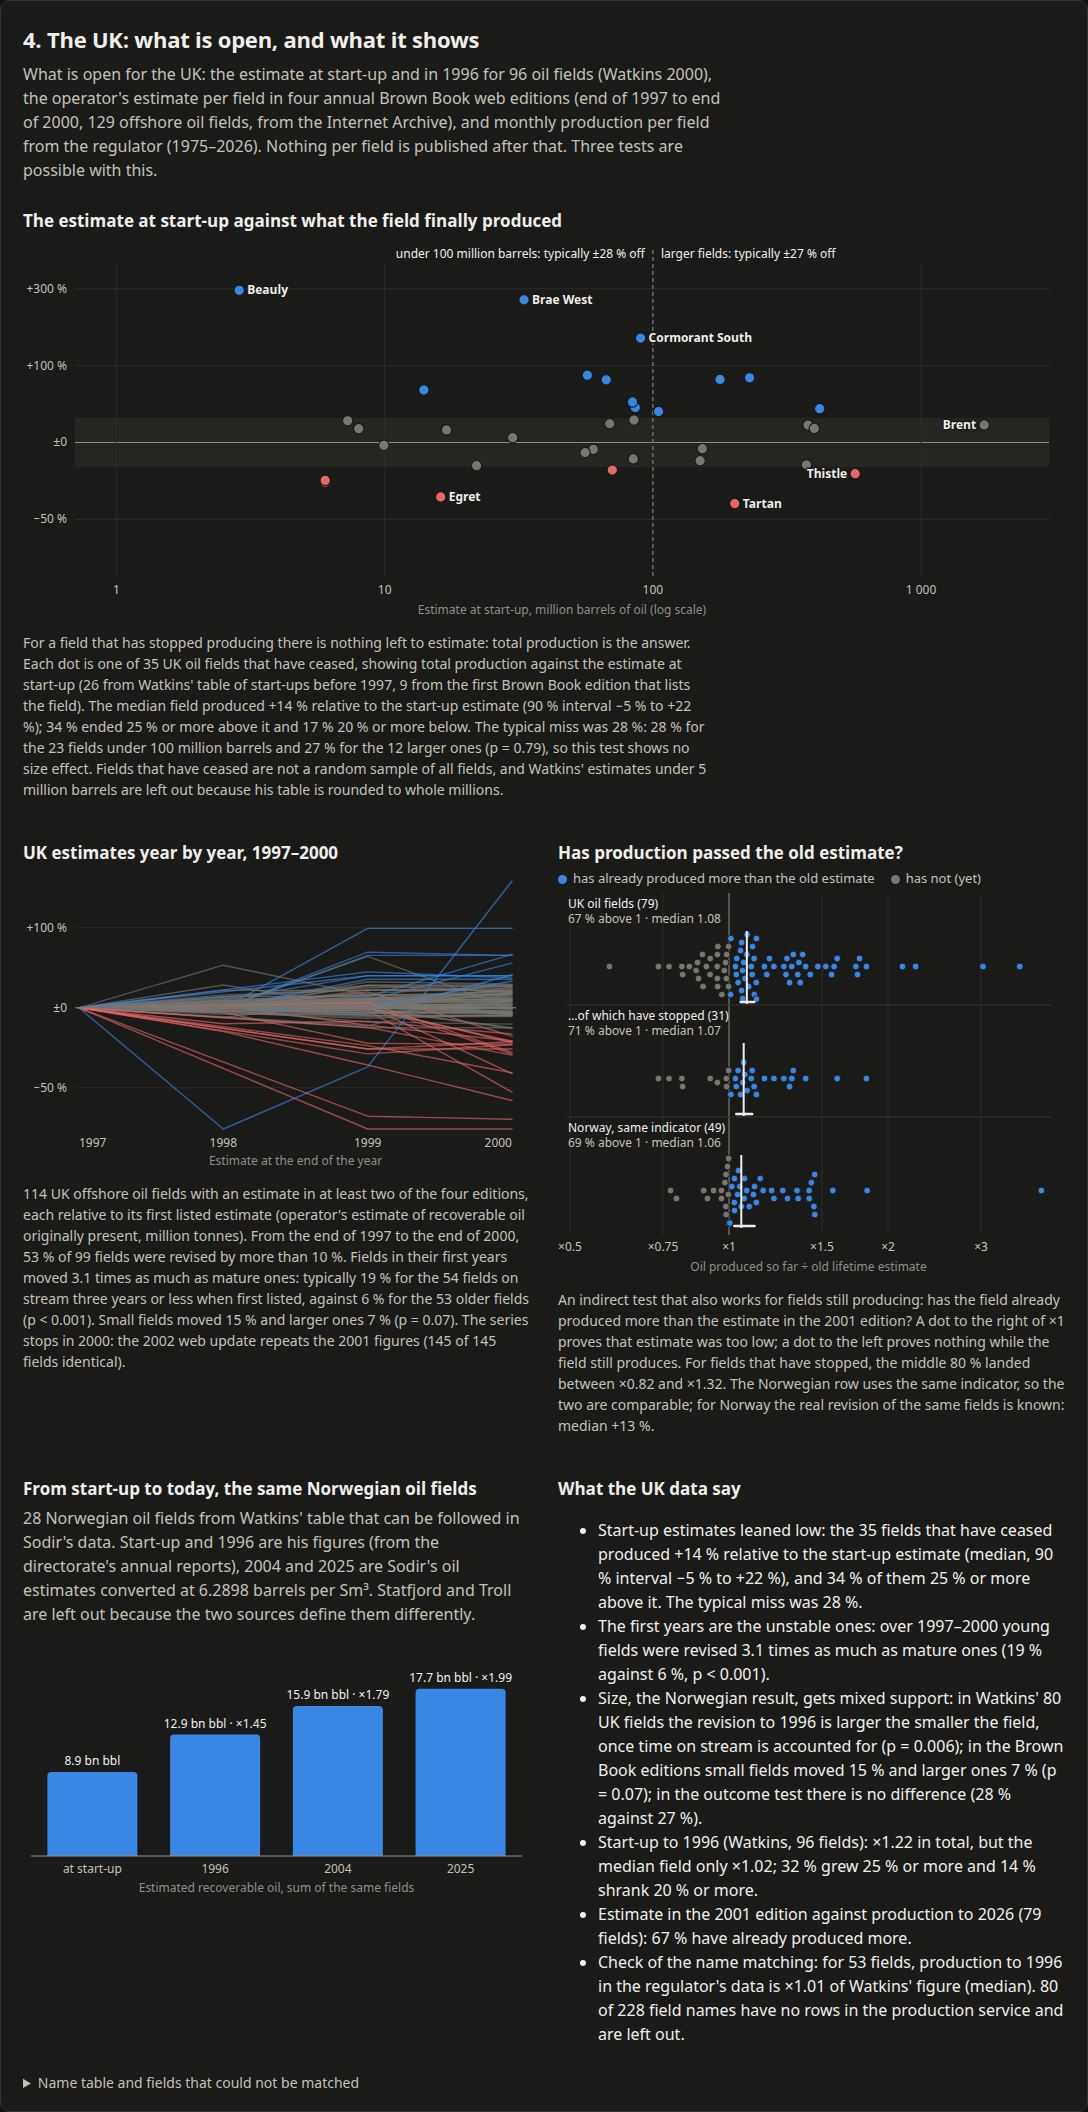 4. The UK: what is open, and what it shows
What is open for the UK: the estimate at start-up and in 1996 for 96 oil fields (Watkins 2000),
the operator's estimate per field in four annual Brown Book web editions (end of 1997 to end
of 2000, 129 offshore oil fields, from the Internet Archive), and monthly production per field
from the regulator (1975–2026). Nothing per field is published after that. Three tests are
possible with this.
The estimate at start-up against what the field finally produced
under 100 million barrels: typically ±28 % off
larger fields: typically ±27 % off
+300 %
Beauly
Brae West
Cormorant South
+100 %
Brent
±0
Thistle
Egret
Tartan
−50 %
1
10
100
1 000
Estimate at start-up, million barrels of oil (log scale)
For a field that has stopped producing there is nothing left to estimate: total production is the answer.
Each dot is one of 35 UK oil fields that have ceased, showing total production against the estimate at
start-up (26 from Watkins' table of start-ups before 1997, 9 from the first Brown Book edition that lists
the field). The median field produced +14 % relative to the start-up estimate (90 % interval −5 % to +22
%); 34 % ended 25 % or more above it and 17 % 20 % or more below. The typical miss was 28 %: 28 % for
the 23 fields under 100 million barrels and 27 % for the 12 larger ones (p = 0.79), so this test shows no
size effect. Fields that have ceased are not a random sample of all fields, and Watkins' estimates under 5
million barrels are left out because his table is rounded to whole millions.
UK estimates year by year, 1997–2000
+100 %
±0
−50 %
1997
1998
1999
2000
Estimate at the end of the year
114 UK offshore oil fields with an estimate in at least two of the four editions,
each relative to its first listed estimate (operator's estimate of recoverable oil
originally present, million tonnes). From the end of 1997 to the end of 2000,
53 % of 99 fields were revised by more than 10 %. Fields in their first years
moved 3.1 times as much as mature ones: typically 19 % for the 54 fields on
stream three years or less when first listed, against 6 % for the 53 older fields
(p < 0.001). Small fields moved 15 % and larger ones 7 % (p = 0.07). The series
stops in 2000: the 2002 web update repeats the 2001 figures (145 of 145
fields identical).
Has production passed the old estimate?
has already produced more than the old estimate
has not (yet)
UK oil fields (79)
67 % above 1 · median 1.08
...of which have stopped (31)
71 % above 1 · median 1.07
Norway, same indicator (49)
69 % above 1 · median 1.06
×0.5
×0.75
×1
×1.5
×2
×3
Oil produced so far ÷ old lifetime estimate
An indirect test that also works for fields still producing: has the field already
produced more than the estimate in the 2001 edition? A dot to the right of ×1
proves that estimate was too low; a dot to the left proves nothing while the
field still produces. For fields that have stopped, the middle 80 % landed
between ×0.82 and ×1.32. The Norwegian row uses the same indicator, so the
two are comparable; for Norway the real revision of the same fields is known:
median +13 %.
From start-up to today, the same Norwegian oil fields
28 Norwegian oil fields from Watkins' table that can be followed in
Sodir's data. Start-up and 1996 are his figures (from the
directorate's annual reports), 2004 and 2025 are Sodir's oil
estimates converted at 6.2898 barrels per Sm³. Statfjord and Troll
are left out because the two sources define them differently.
8.9 bn bbl
12.9 bn bbl · ×1.45
15.9 bn bbl · ×1.79
17.7 bn bbl · ×1.99
at start-up
1996
2004
2025
Estimated recoverable oil, sum of the same fields
What the UK data say
• Start-up estimates leaned low: the 35 fields that have ceased
produced +14 % relative to the start-up estimate (median, 90
% interval −5 % to +22 %), and 34 % of them 25 % or more
above it. The typical miss was 28 %.
• The first years are the unstable ones: over 1997–2000 young
fields were revised 3.1 times as much as mature ones (19 %
against 6 %, p < 0.001).
• Size, the Norwegian result, gets mixed support: in Watkins' 80
UK fields the revision to 1996 is larger the smaller the field,
once time on stream is accounted for (p = 0.006); in the Brown
Book editions small fields moved 15 % and larger ones 7 % (p
= 0.07); in the outcome test there is no difference (28 %
against 27 %).
• Start-up to 1996 (Watkins, 96 fields): ×1.22 in total, but the
median field only ×1.02; 32 % grew 25 % or more and 14 %
shrank 20 % or more.
• Estimate in the 2001 edition against production to 2026 (79
fields): 67 % have already produced more.
• Check of the name matching: for 53 fields, production to 1996
in the regulator's data is ×1.01 of Watkins' figure (median). 80
of 228 field names have no rows in the production service and
are left out.
▶ Name table and fields that could not be matched